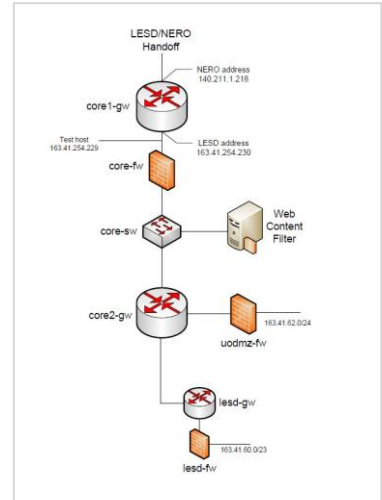 LESD/NERO
Handoff
NERO address
140.211.1.218
core1-gw
Test host
163.41.254.229
LESD address
163.41.254.230
core-fw
core-sw
Web
Content
Filter
core2-gw
163.41.62.0/24
uodmz-fw
lesd-gw
163.41.60.0/23
lesd-fw